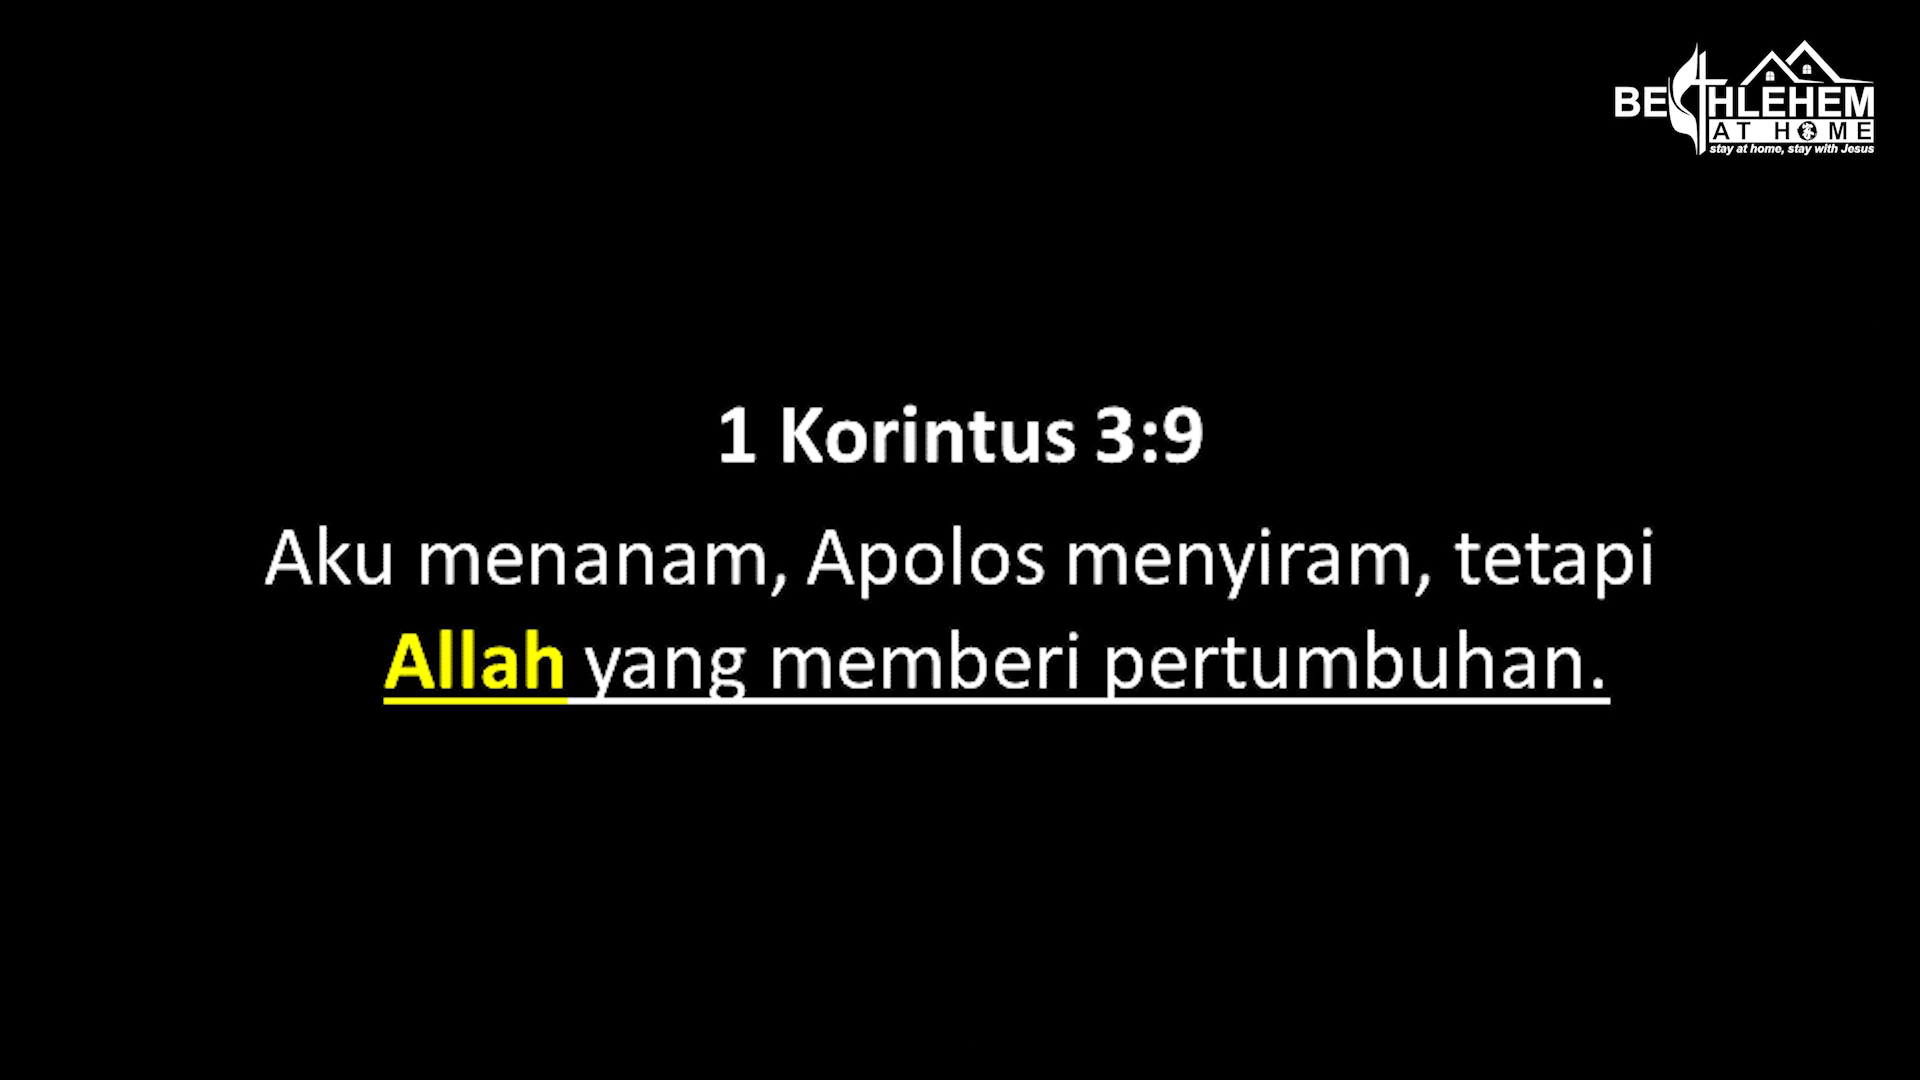 BETHLEHEM
AT HOME
stay at home, stay with Jesus
1 Korintus 3:9
Aku menanam, Apolos menyiram, tetapi
Allah yang memberi pertumbuhan.